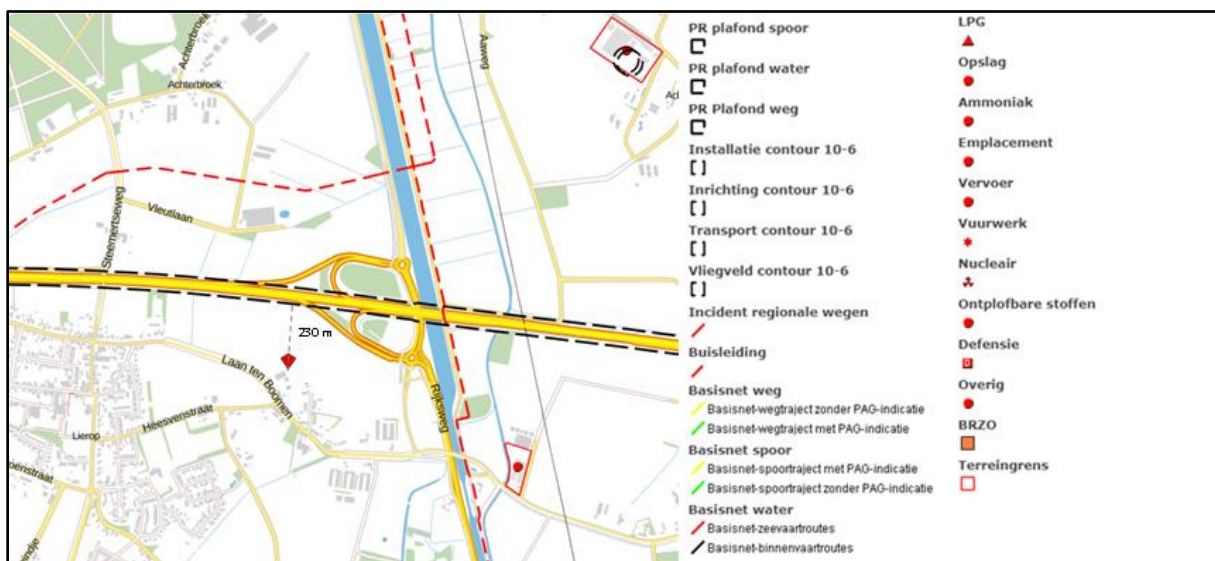 Achterbroek
Achterbroek
Aaweg
Steemertseweg
Vleutlaan
230 m
Laan ten Boomen
Rijksweg
Heesvenstraat
Lierop
PR plafond spoor
PR plafond water
PR Plafond weg
Installatie contour 10-6
Inrichting contour 10-6
Transport contour 10-6
Vliegveld contour 10-6
Incident regionale wegen
Buisleiding
Basisnet weg
Basisnet-wegtraject zonder PAG-indicatie
Basisnet-wegtraject met PAG-indicatie
Basisnet spoor
Basisnet-spoortraject met PAG-indicatie
Basisnet-spoortraject zonder PAG-indicatie
Basisnet water
Basisnet-zeevaartroutes
Basisnet-binnenvaartroutes
LPG
Opslag
Ammoniak
Emplacement
Vervoer
Vuurwerk
Nucleair
Ontplofbare stoffen
Defensie
D
Overig
BRZO
Terreingrens